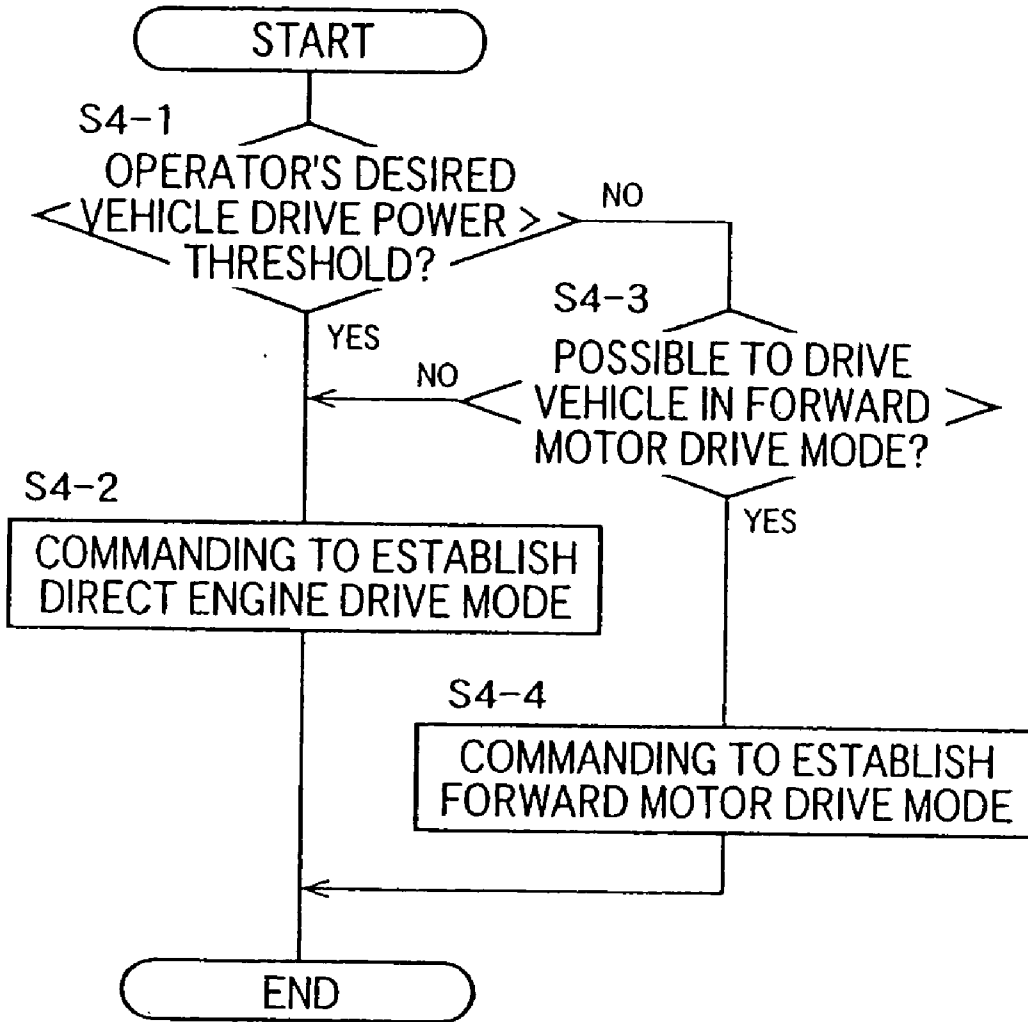 START
S4-1
OPERATOR'S DESIRED
VEHICLE DRIVE POWER >
THRESHOLD?
NO
YES
S4-3
POSSIBLE TO DRIVE
VEHICLE IN FORWARD
MOTOR DRIVE MODE?
NO
YES
S4-2
COMMANDING TO ESTABLISH
DIRECT ENGINE DRIVE MODE
S4-4
COMMANDING TO ESTABLISH
FORWARD MOTOR DRIVE MODE
END